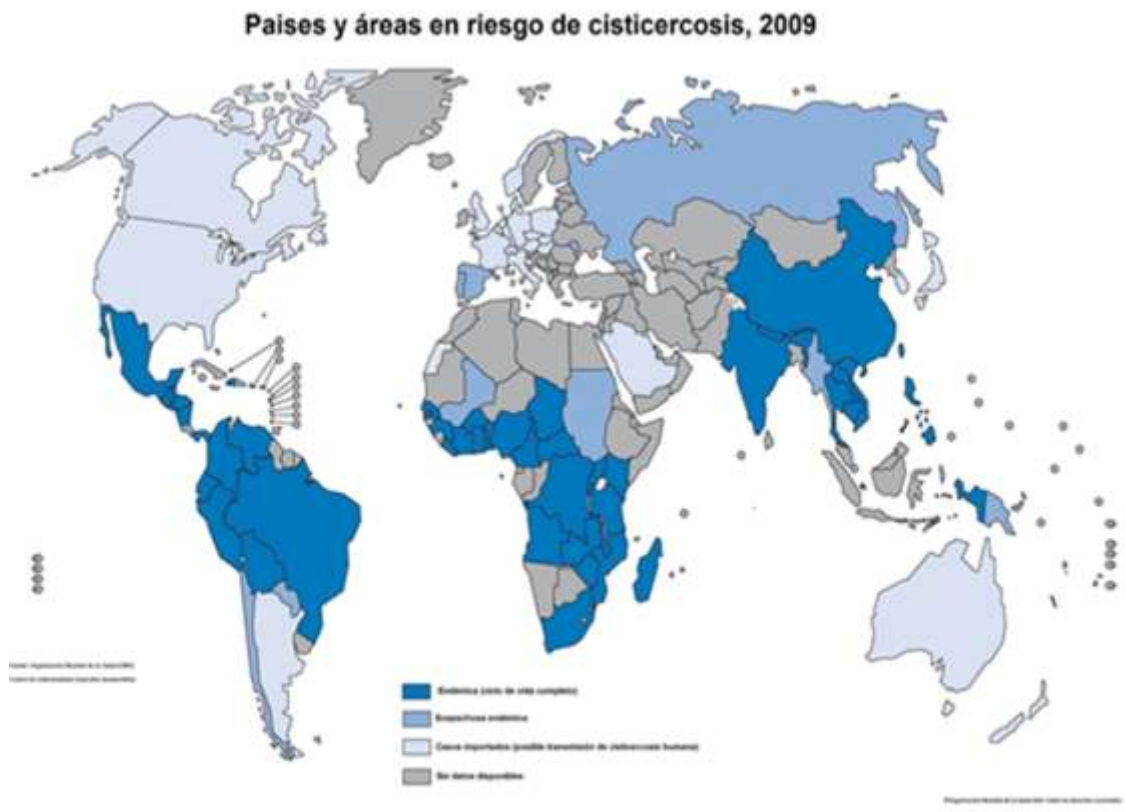 Paises y áreas en riesgo de cisticercosis, 2009
Endémica (ciclo de vida completo)
Sospechosa endémica
Casos importados (posible transmisión de cisticercosis humana)
Sin datos disponibles